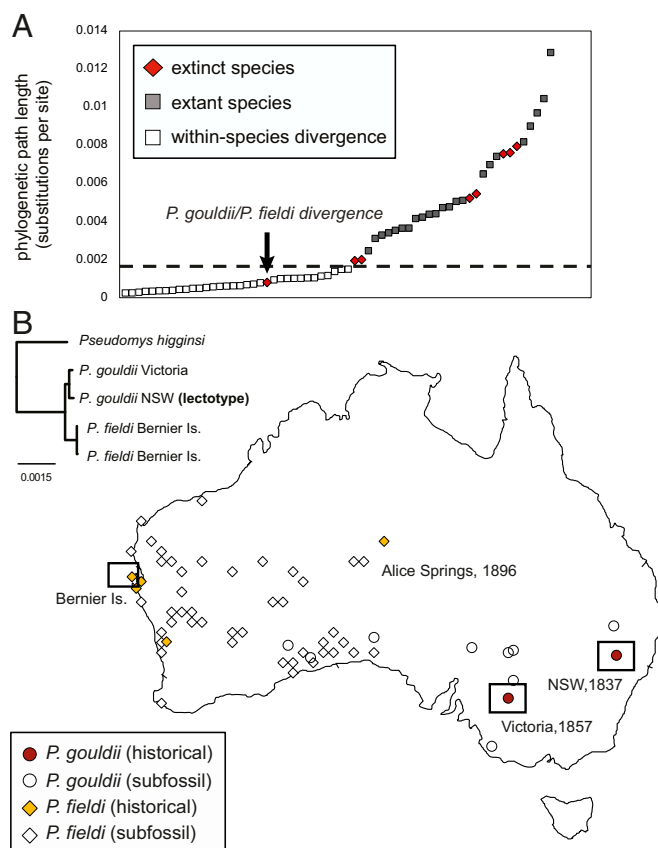 A
phylogenetic path length
(substitutions per site)
0.014
0.012
0.01
0.008
0.006
0.004
0.002
0
extinct species
extant species
within-species divergence
P. gouldii/P. fieldi divergence
B
Pseudomys higginsi
P. gouldii Victoria
P. gouldii NSW (lectotype)
P. fieldi Bernier Is.
P. fieldi Bernier Is.
0.0015
Alice Springs, 1896
Bernier Is.
NSW,1837
Victoria,1857
P. gouldii (historical)
P. gouldii (subfossil)
P. fieldi (historical)
P. fieldi (subfossil)